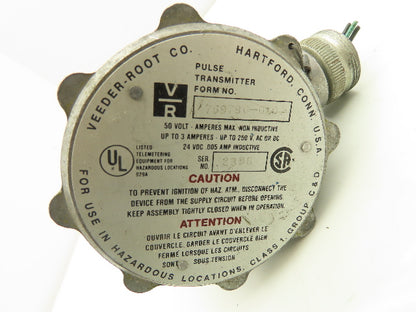 VEEDER-ROOT CO. HARTFORD, CONN. U.S.A.
PULSE
TRANSMITTER
FORM NO.
V
R
50 VOLT - AMPERES MAX. NON INDUCTIVE
UP TO 3 AMPERES - UP TO 250 V. AC OR DC
24 VDC .005 AMP INDUCTIVE
LISTED
TELEMETERING
EQUIPMENT FOR
HAZARDOUS LOCATIONS
UL
SER
NO.
SA
CAUTION
TO PREVENT IGNITION OF HAZ. ATM., DISCONNECT THE
DEVICE FROM THE SUPPLY CIRCUIT BEFORE OPENING.
KEEP ASSEMBLY TIGHTLY CLOSED WHEN IN OPERATION.
ATTENTION
OUVRIR LE CIRCUIT AVANT D'ENLEVER LE
COUVERCLE. GARDER LE COUVERCLE BIEN
FERME LORSQUE LES CIRCUITS
SONT SOUS TENSION
FOR USE IN HAZARDOUS LOCATIONS, CLASS 1, GROUP C & D